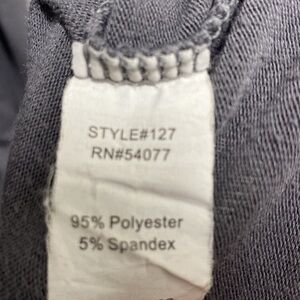 STYLE#127
RN#54077
95% Polyester
5% Spandex